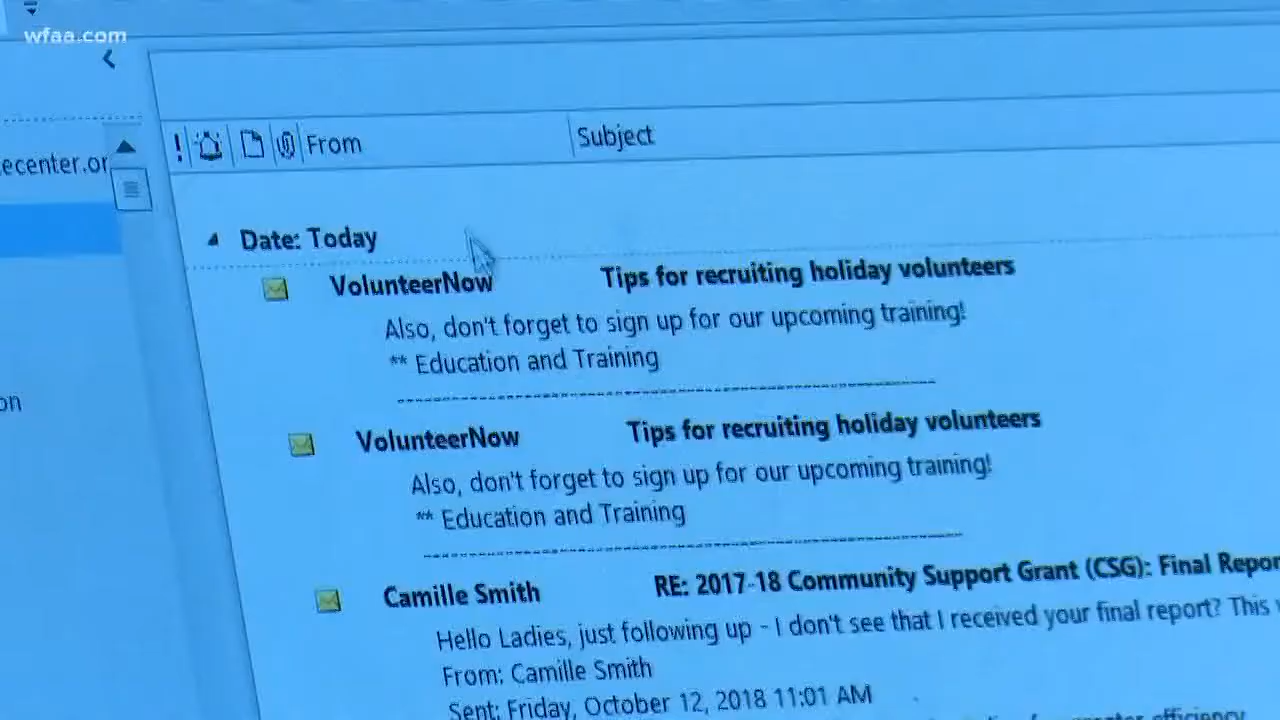 wfaa.com
ecenter.or
! From Subject
Date: Today
VolunteerNow Tips for recruiting holiday volunteers
Also, don't forget to sign up for our upcoming training!
** Education and Training
on
VolunteerNow Tips for recruiting holiday volunteers
Also, don't forget to sign up for our upcoming training!
** Education and Training
Camille Smith RE: 2017-18 Community Support Grant (CSG): Final Repor
Hello Ladies, just following up - I don't see that I received your final report? This
From: Camille Smith
Sent: Friday, October 12, 2018 11:01 AM